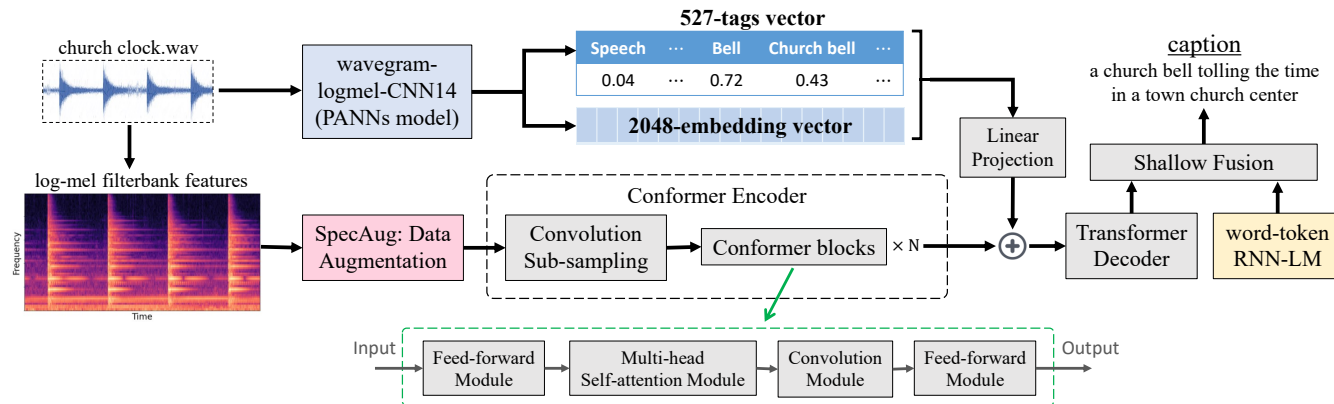 527-tags vector
church clock.wav
wavegram-
logmel-CNN14
(PANNs model)
Speech ... Bell Church bell ...
0.04 ... 0.72 0.43 ...
2048-embedding vector
caption
a church bell tolling the time
in a town church center
Linear
Projection
Shallow Fusion
log-mel filterbank features
Frequency
Time
SpecAug: Data
Augmentation
Conformer Encoder
Convolution
Sub-sampling
Conformer blocks
× N
Transformer
Decoder
word-token
RNN-LM
Input
Feed-forward
Module
Multi-head
Self-attention Module
Convolution
Module
Feed-forward
Module
Output